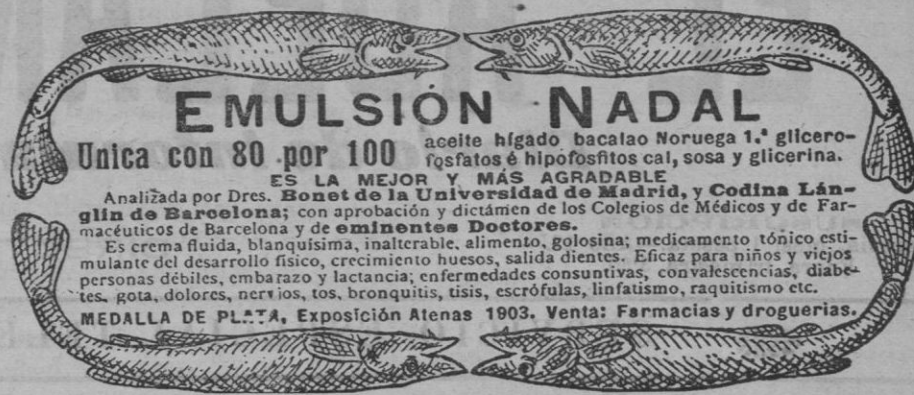 EMULSIÓN NADAL
Unica con 80 por 100 aceite hígado bacalao Noruega 1.ª glicero-
fosfatos é hipofosfitos cal, sosa y glicerina.
ES LA MEJOR Y MÁS AGRADABLE
Analizada por Dres. Bonet de la Universidad de Madrid, y Codina Län-
glin de Barcelona; con aprobación y dictámen de los Colegios de Médicos y de Far-
macéuticos de Barcelona y de eminentes Doctores.
Es crema fluida, blanquísima, inalterable, alimento, golosina; medicamento tónico esti-
mulante del desarrollo físico, crecimiento huesos, salida dientes. Eficaz para niños y viejos
personas débiles, embarazo y lactancia; enfermedades consuntivas, convalescencias, diabe-
tes, gota, dolores, nervios, tos, bronquitis, tisis, escrófulas, linfatismo, raquitismo etc.
MEDALLA DE PLATA, Exposición Atenas 1903. Venta: Farmacias y droguerias.